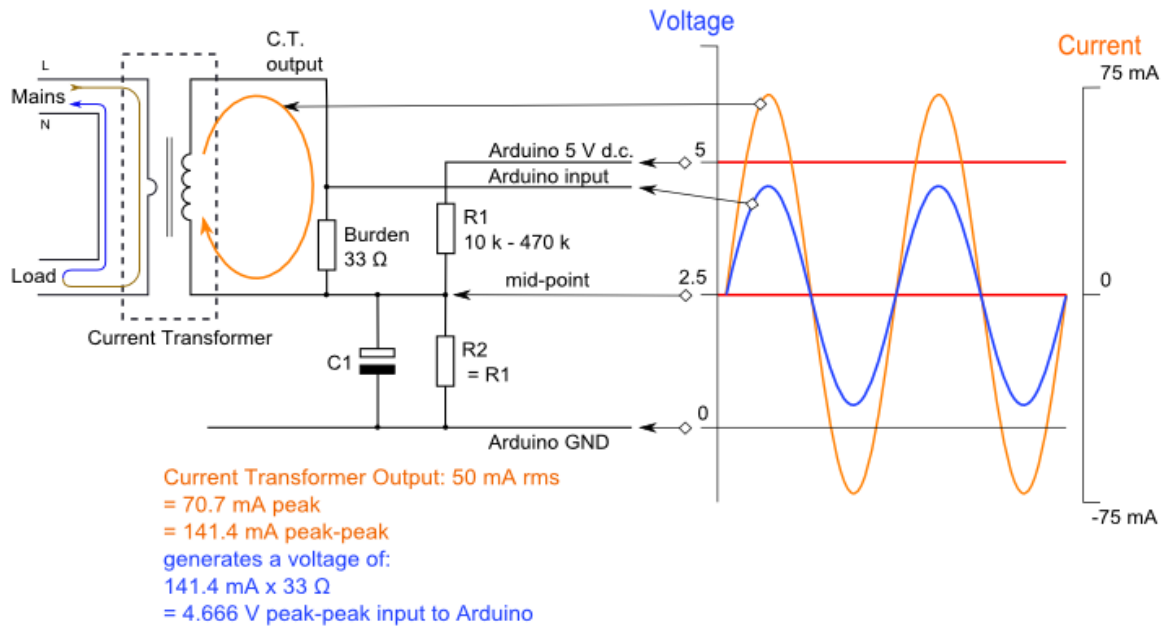 Voltage
C.T.
output
Current
75 mA
L
Mains
N
Arduino 5 V d.c.
5
Arduino input
R1
10 k - 470 k
Burden
33 Ω
Load
mid-point
2.5
0
Current Transformer
C1
R2
= R1
0
Arduino GND
-75 mA
Current Transformer Output: 50 mA rms
= 70.7 mA peak
= 141.4 mA peak-peak
generates a voltage of:
141.4 mA x 33 Ω
= 4.666 V peak-peak input to Arduino